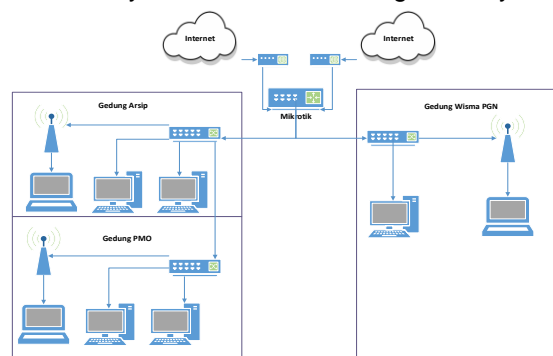 Internet
Internet
Mikrotik
Gedung Arsip
Gedung Wisma PGN
Gedung PMO